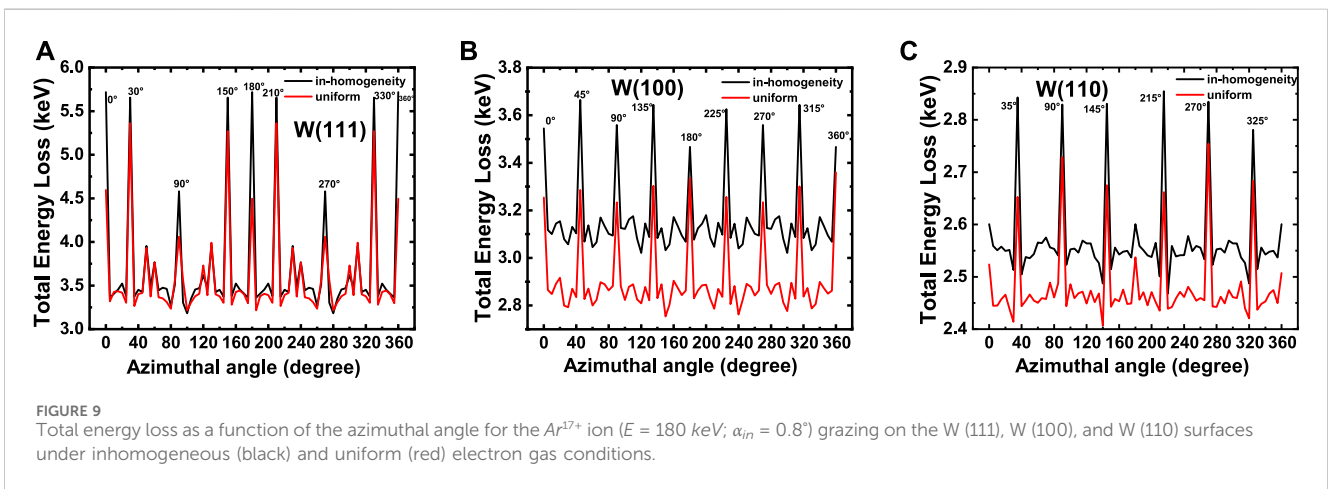 A
Total Energy Loss (keV)
6.0
5.5
5.0
4.5
4.0
3.5
3.0
0°
30°
90°
150°
180°
210°
270°
330°
360°
in-homogeneity
uniform
W(111)
0 40 80 120 160 200 240 280 320 360
Azimuthal angle (degree)
B
Total Energy Loss (keV)
3.8
3.6
3.4
3.2
3.0
2.8
0°
45°
90°
135°
180°
225°
270°
315°
360°
W(100)
in-homogeneity
uniform
0 40 80 120 160 200 240 280 320 360
Azimuthal angle (degree)
C
Total Energy Loss (keV)
2.9
2.8
2.7
2.6
2.5
2.4
35°
90°
145°
215°
270°
325°
W(110)
in-homogeneity
uniform
0 40 80 120 160 200 240 280 320 360
Azimuthal angle (degree)
FIGURE 9
Total energy loss as a function of the azimuthal angle for the Ar17+ ion (E = 180 keV; αin = 0.8°) grazing on the W (111), W (100), and W (110) surfaces
under inhomogeneous (black) and uniform (red) electron gas conditions.